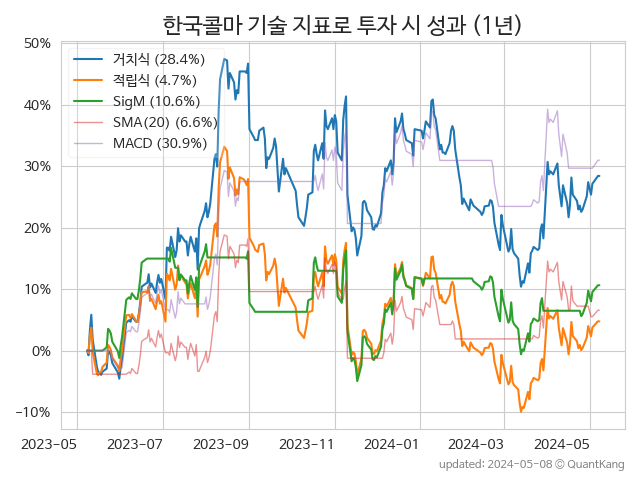 한국콜마 기술 지표로 투자 시 성과 (1년)
거치식 (28.4%)
적립식 (4.7%)
SigM (10.6%)
SMA(20) (6.6%)
MACD (30.9%)
50%
40%
30%
20%
10%
0%
−10%
2023-05 2023-07 2023-09 2023-11 2024-01 2024-03 2024-05
updated: 2024-05-08 ⓒ QuantKang